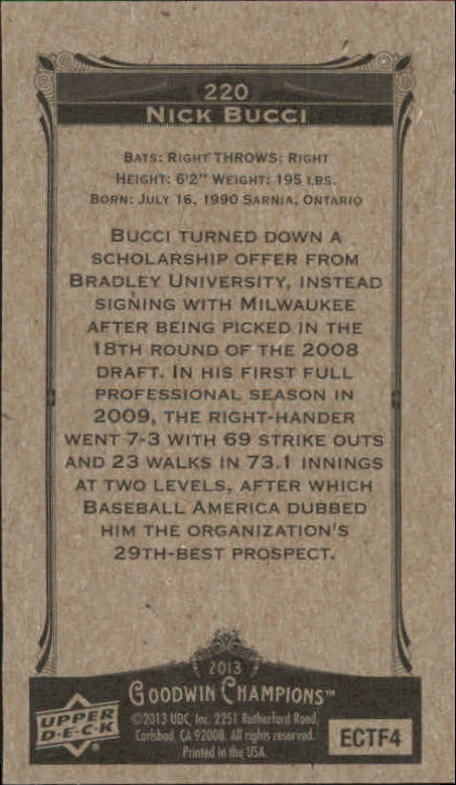 220
NICK BUCCI
BATS: RIGHT THROWS: RIGHT
HEIGHT: 6'2" WEIGHT: 195 LBS.
BORN: JULY 16, 1990 SARNIA, ONTARIO
BUCCI TURNED DOWN A
SCHOLARSHIP OFFER FROM
BRADLEY UNIVERSITY, INSTEAD
SIGNING WITH MILWAUKEE
AFTER BEING PICKED IN THE
18TH ROUND OF THE 2008
DRAFT. IN HIS FIRST FULL
PROFESSIONAL SEASON IN
2009, THE RIGHT-HANDER
WENT 7-3 WITH 69 STRIKE OUTS
AND 23 WALKS IN 73.1 INNINGS
AT TWO LEVELS, AFTER WHICH
BASEBALL AMERICA DUBBED
HIM THE ORGANIZATION'S
29TH-BEST PROSPECT.
2013
GOODWIN CHAMPIONS™
UPPER
D·E·C·K
©2013 UDC, Inc. 2251 Rutherford Road,
Carlsbad, CA 92008. All rights reserved.
Printed in the USA.
ECTF4